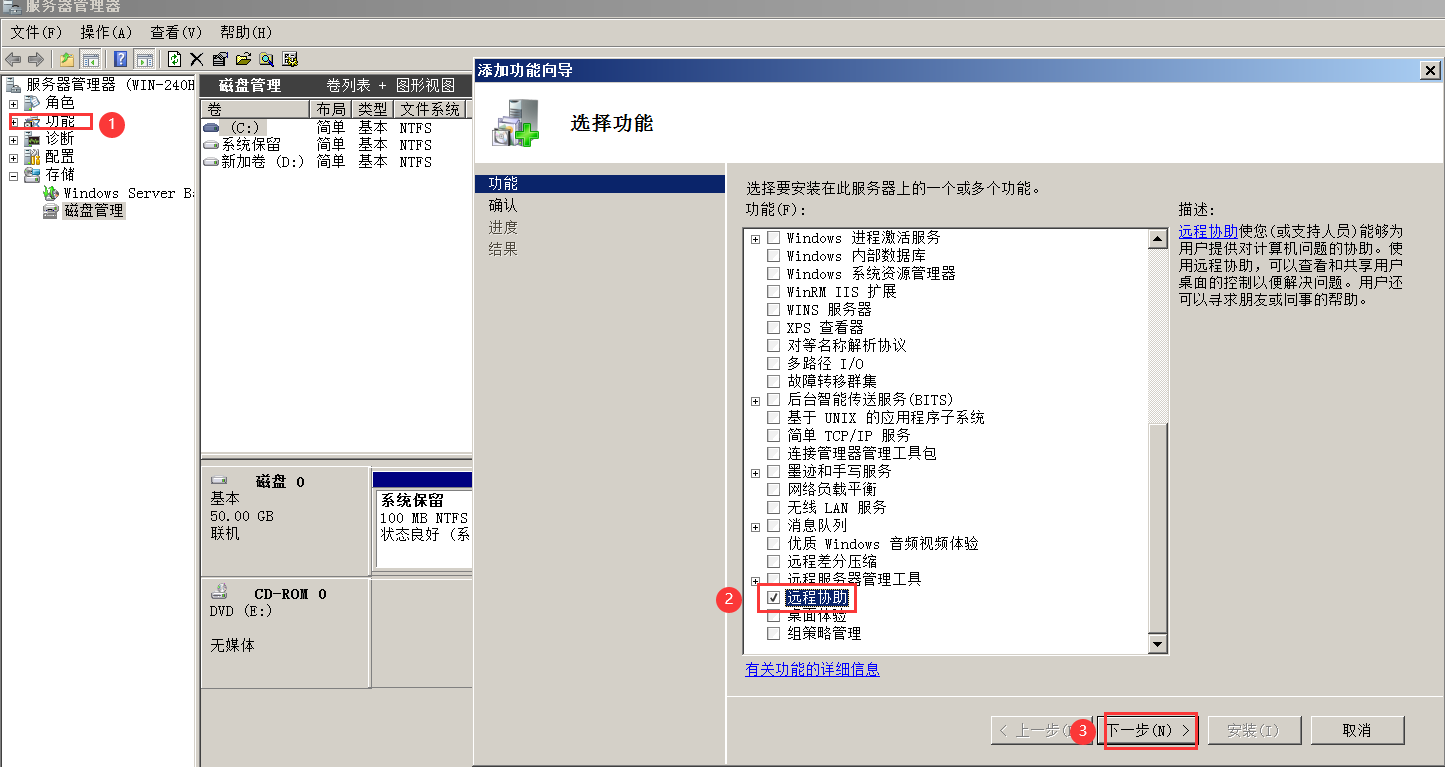 服务器管理器
文件(F) 操作(A) 查看(V) 帮助(H)
服务器管理器 (WIN-240H
角色
功能
1
诊断
配置
存储
Windows Server Ba
磁盘管理
磁盘管理 卷列表 + 图形视图
卷 布局 类型 文件系统
(C:) 简单 基本 NTFS
系统保留 简单 基本 NTFS
新加卷 (D:) 简单 基本 NTFS
磁盘 0
基本
50.00 GB
联机
系统保留
100 MB NTFS
状态良好 (系
CD-ROM 0
DVD (E:)
无媒体
添加功能向导
选择功能
功能
确认
进度
结果
选择要安装在此服务器上的一个或多个功能。
功能(F):
Windows 进程激活服务
Windows 内部数据库
Windows 系统资源管理器
WinRM IIS 扩展
WINS 服务器
XPS 查看器
对等名称解析协议
多路径 I/O
故障转移群集
后台智能传送服务(BITS)
基于 UNIX 的应用程序子系统
简单 TCP/IP 服务
连接管理器管理工具包
墨迹和手写服务
网络负载平衡
无线 LAN 服务
消息队列
优质 Windows 音频视频体验
远程差分压缩
远程服务器管理工具
2
远程协助
桌面体验
组策略管理
有关功能的详细信息
描述:
远程协助使您(或支持人员)能够为
用户提供对计算机问题的协助。使
用远程协助，可以查看和共享用户
桌面的控制以便解决问题。用户还
可以寻求朋友或同事的帮助。
< 上一步( 3 下一步(N) > 安装(I) 取消